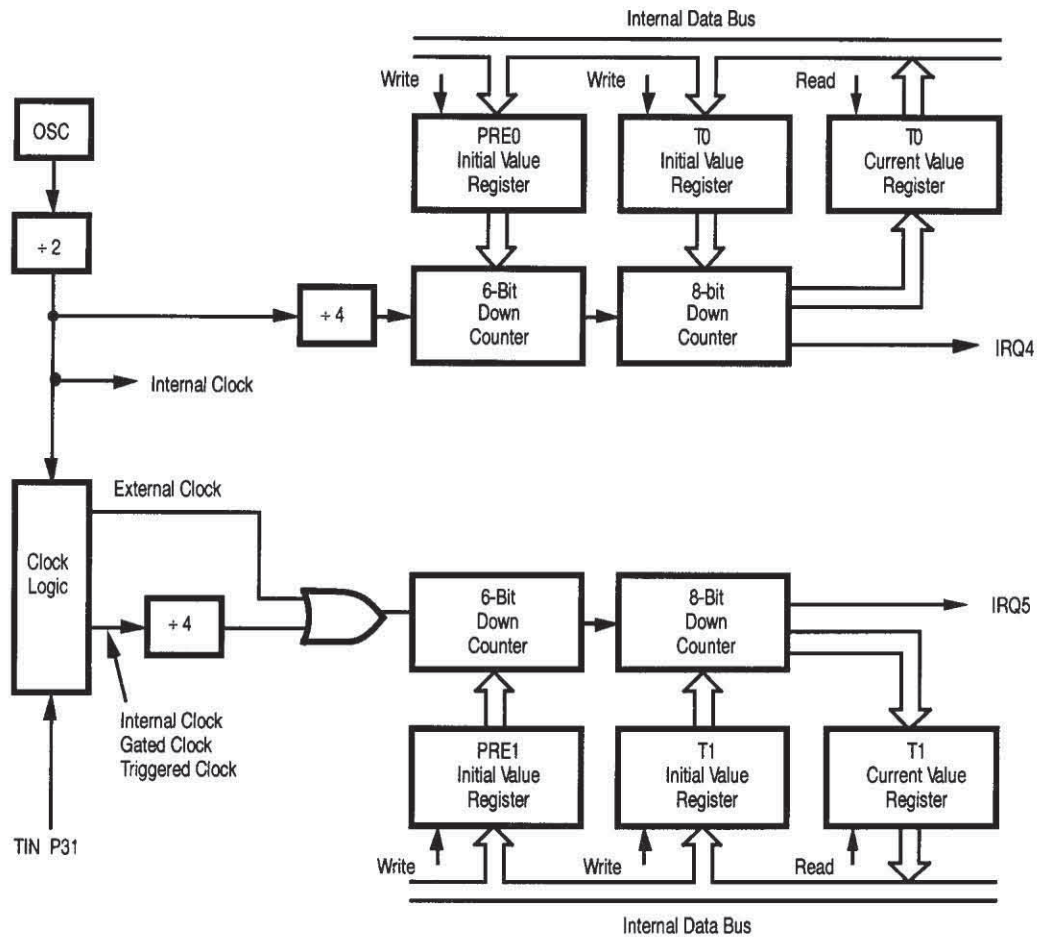 Internal Data Bus
Write
Write
Read
OSC
PRE0
Initial Value
Register
T0
Initial Value
Register
T0
Current Value
Register
÷ 2
÷ 4
6-Bit
Down
Counter
8-bit
Down
Counter
IRQ4
Internal Clock
External Clock
Clock
Logic
÷ 4
6-Bit
Down
Counter
8-Bit
Down
Counter
IRQ5
Internal Clock
Gated Clock
Triggered Clock
PRE1
Initial Value
Register
T1
Initial Value
Register
T1
Current Value
Register
TIN P31
Write
Write
Read
Internal Data Bus